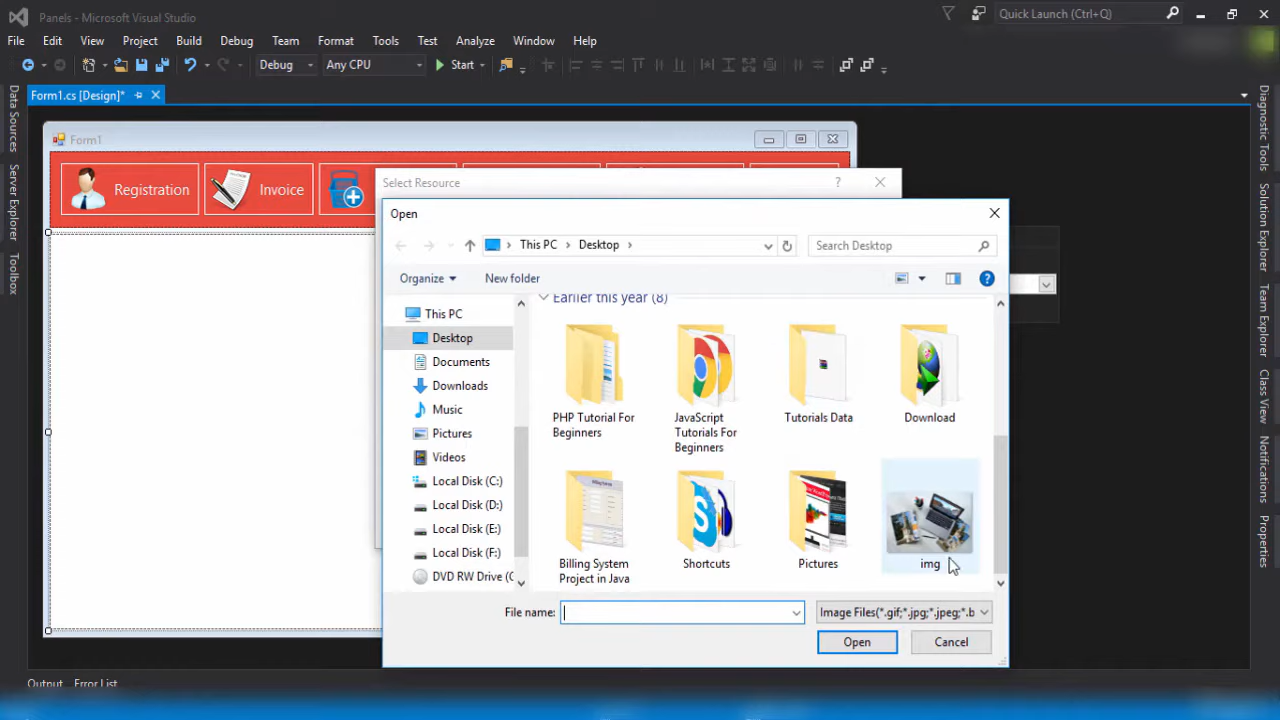 Panels - Microsoft Visual Studio
Quick Launch (Ctrl+Q)
File Edit View Project Build Debug Team Format Tools Test Analyze Window Help
Debug Any CPU Start
Form1.cs [Design]*
Data Sources
Server Explorer
Toolbox
Form1
Registration Invoice
Select Resource
?
Open
This PC Desktop
Search Desktop
Organize New folder
This PC
Desktop
Documents
Downloads
Music
Pictures
Videos
Local Disk (C:)
Local Disk (D:)
Local Disk (E:)
Local Disk (F:)
DVD RW Drive (
Earlier this year (8)
PHP Tutorial For
Beginners
JavaScript
Tutorials For
Beginners
Tutorials Data
Download
Billing System
Project in Java
Shortcuts
Pictures
img
File name:
Image Files(*.gif;*.jpg;*.jpeg;*.b
Open Cancel
Diagnostic Tools
Solution Explorer
Team Explorer
Class View
Notifications
Properties
Output Error List